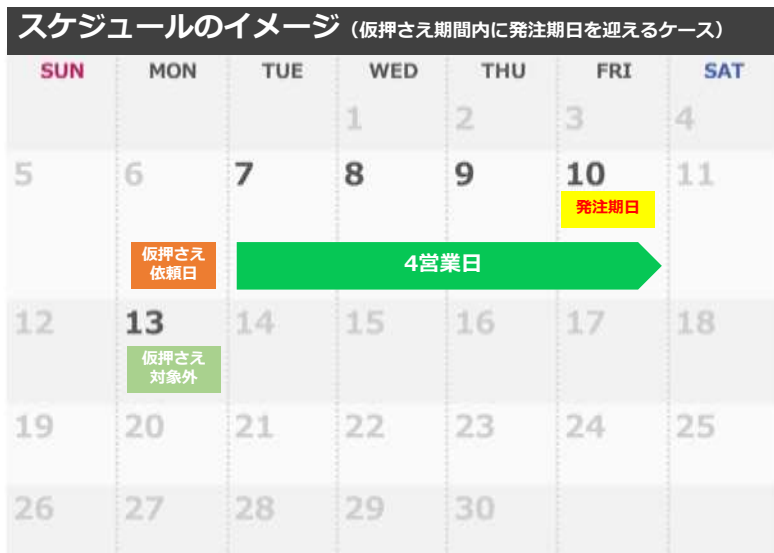 スケジュールのイメージ（仮押さえ期間内に発注期日を迎えるケース）
SUN MON TUE WED THU FRI SAT
1 2 3 4
5 6 7 8 9 10 11
発注期日
仮押さえ
依頼日
4営業日
12 13 14 15 16 17 18
仮押さえ
対象外
19 20 21 22 23 24 25
26 27 28 29 30